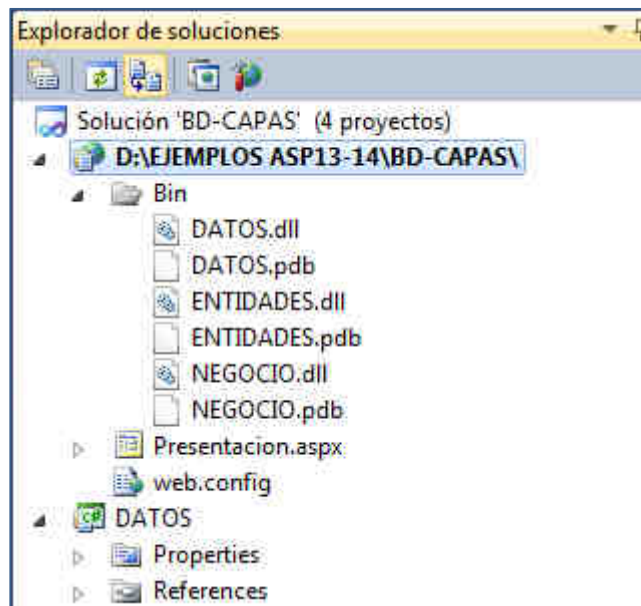 Explorador de soluciones
Solución 'BD-CAPAS' (4 proyectos)
D:\EJEMPLOS ASP13-14\BD-CAPAS\
Bin
DATOS.dll
DATOS.pdb
ENTIDADES.dll
ENTIDADES.pdb
NEGOCIO.dll
NEGOCIO.pdb
Presentacion.aspx
web.config
DATOS
Properties
References